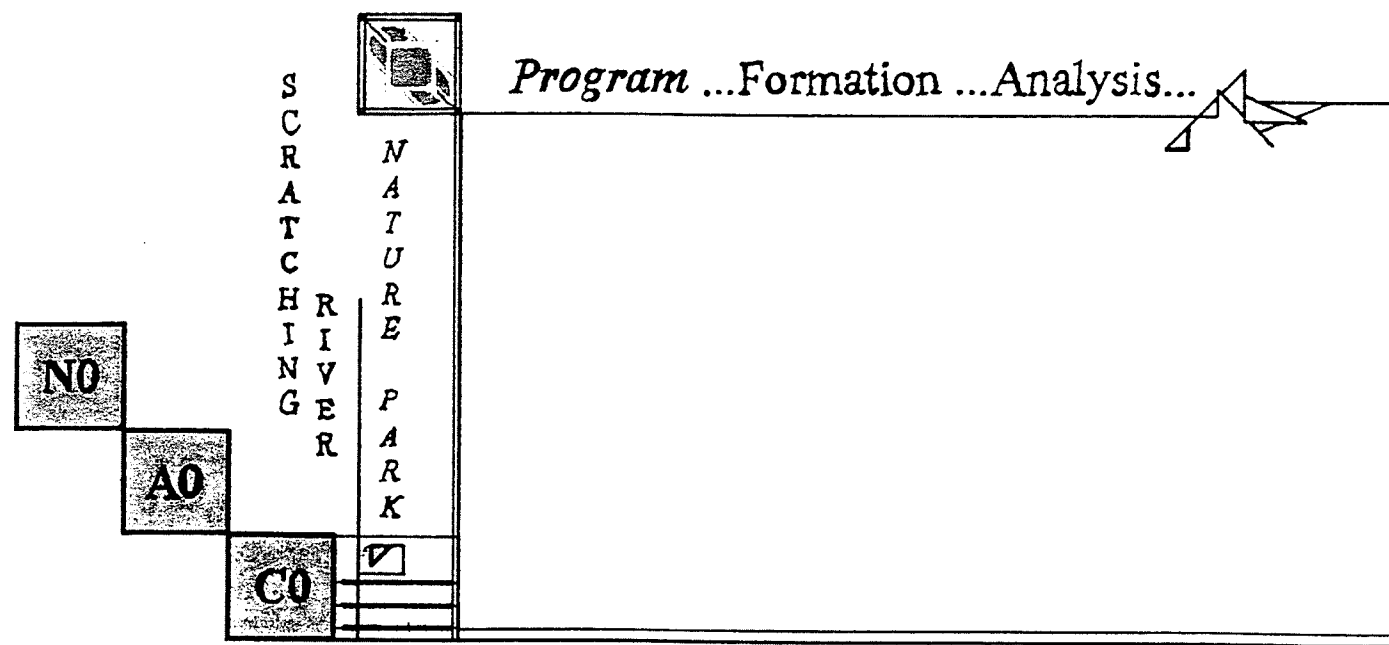 Program ...Formation ...Analysis...
SCRATCHING
RIVER
NATURE PARK
N0
A0
C0